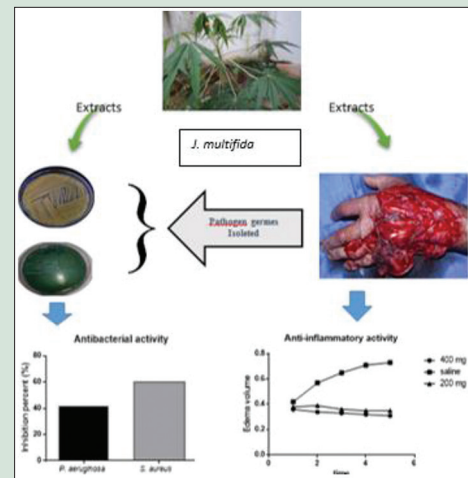 Extracts
Extracts
J. multifida
Pathogen germes
Isoleted
Antibacterial activity
Inhibition percent (%)
80
60
40
20
0
P. aerughosa
S. aureus
Anti-inflammatory activity
400 mg
saline
200 mg
Edema volume
0.8
0.6
0.4
0.2
0.0
0
2
4
6
time